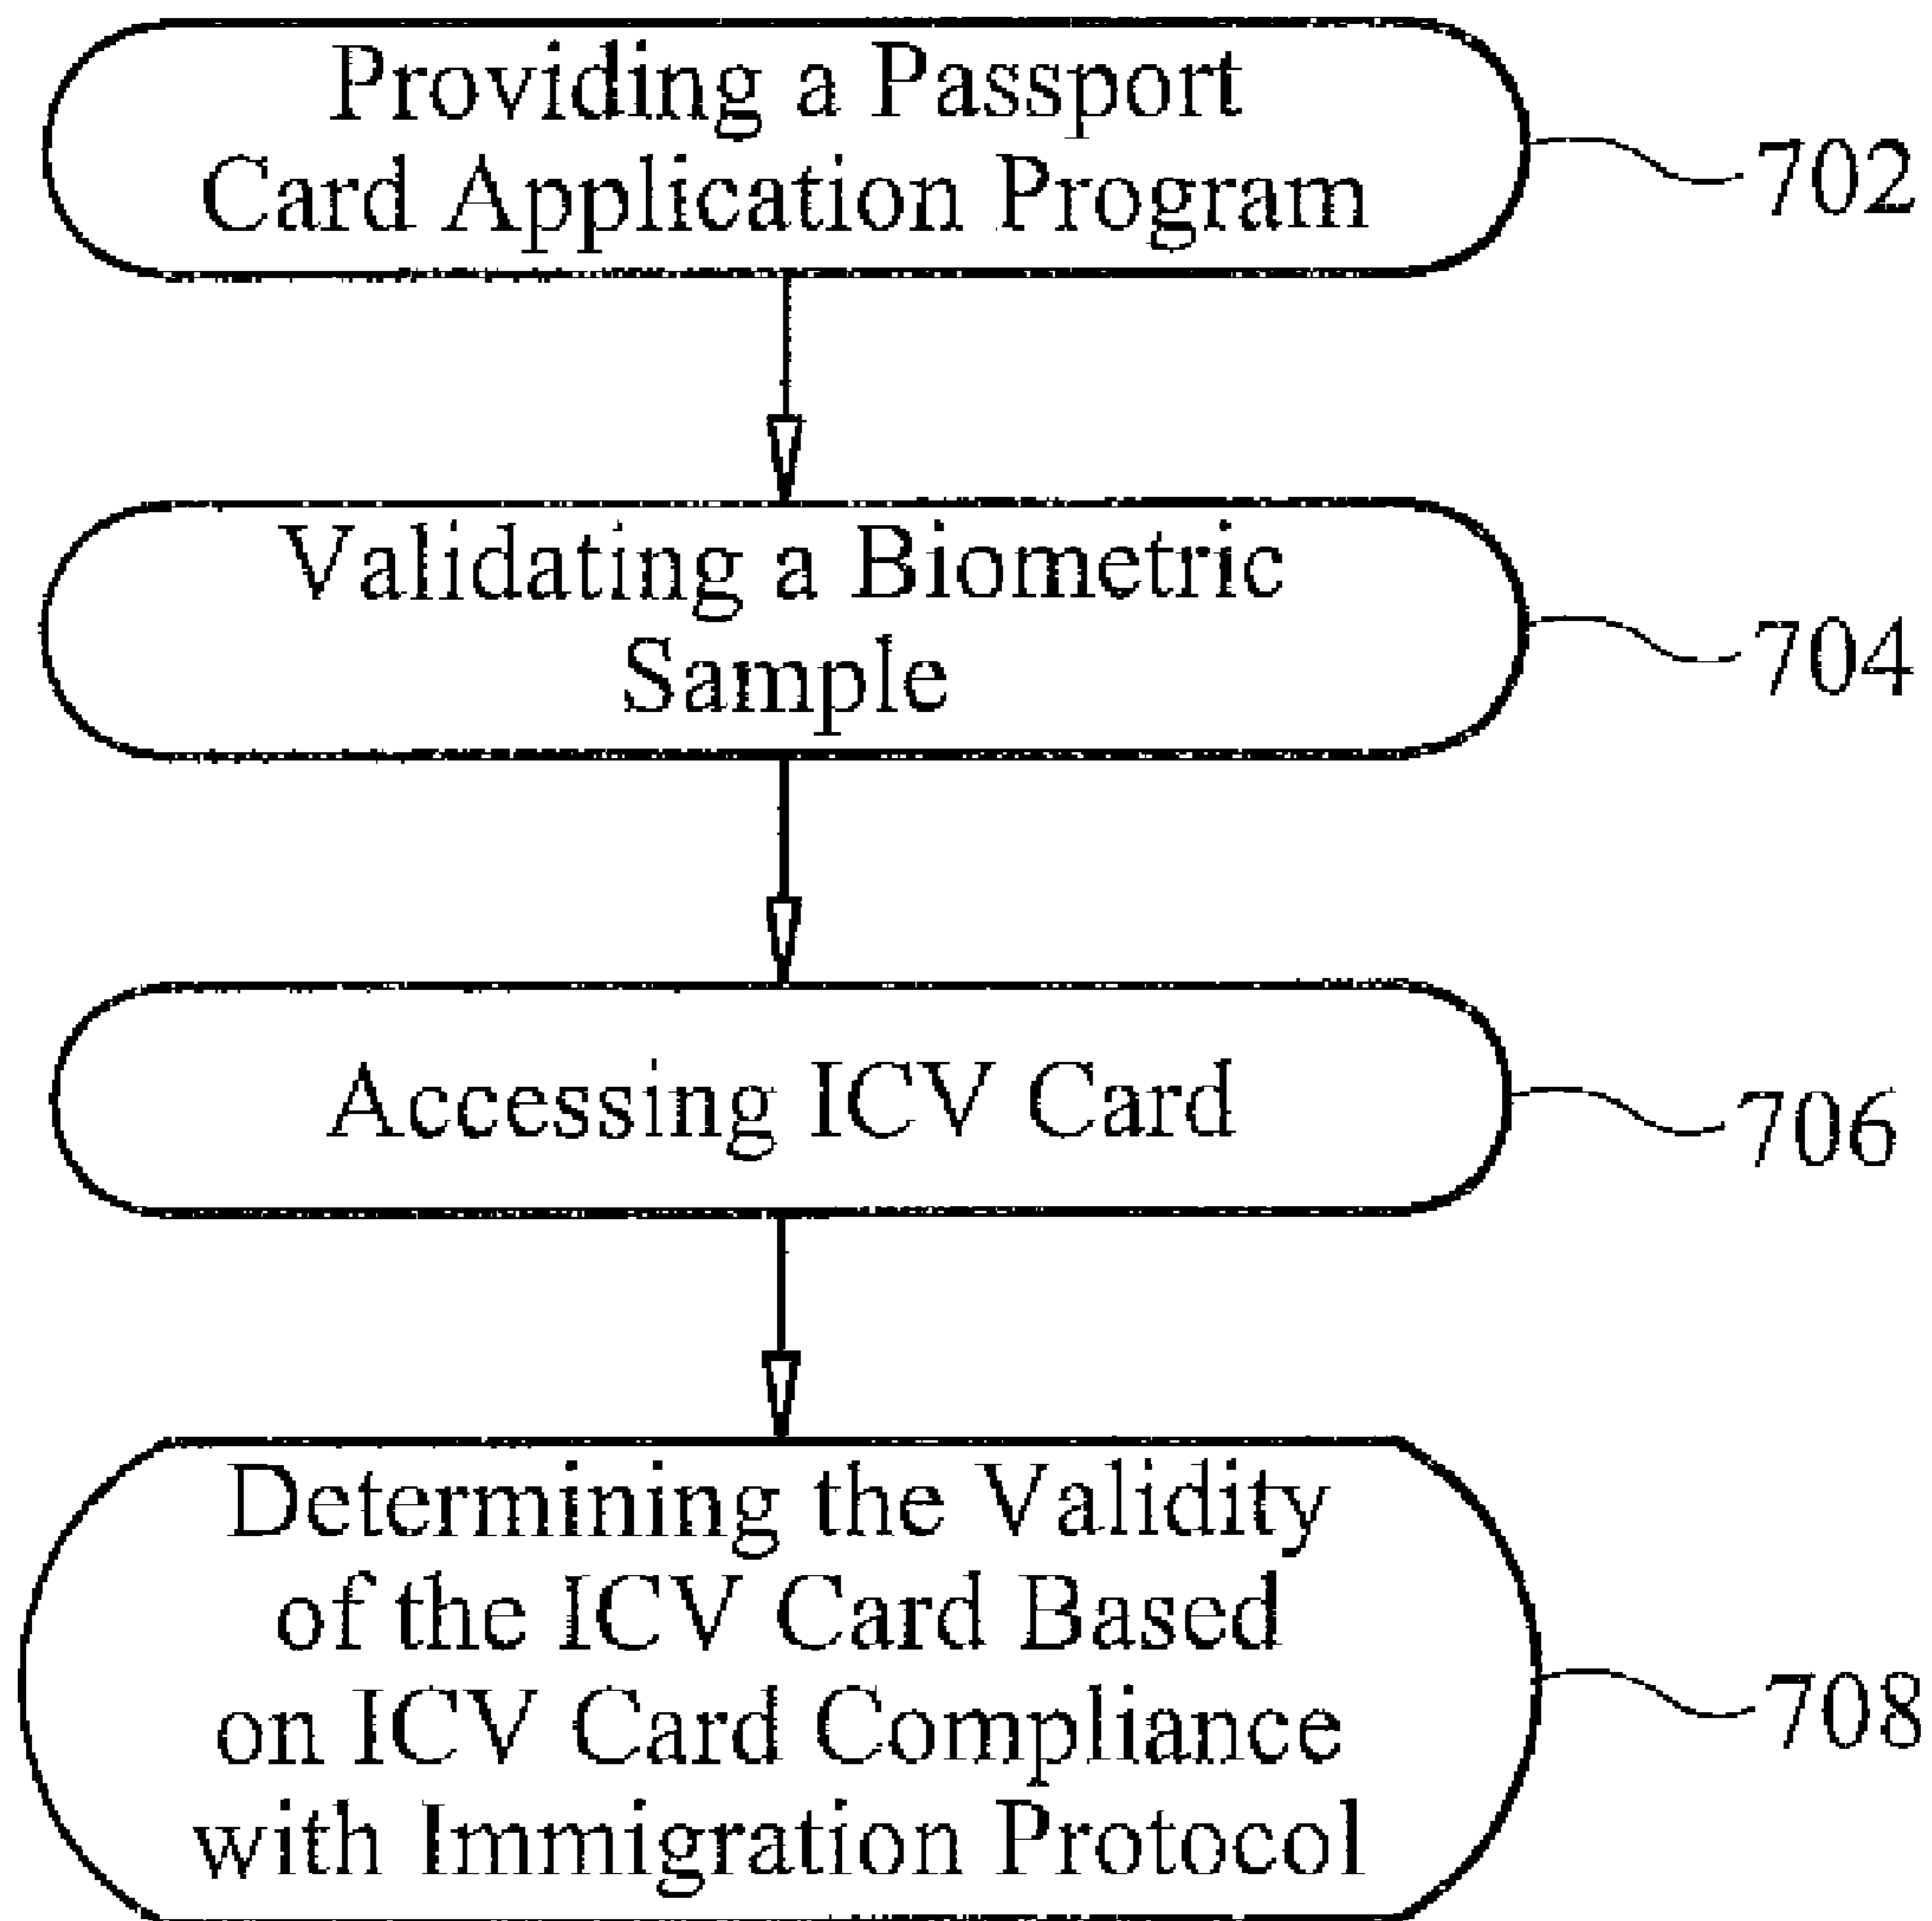 Providing a Passport
Card Application Program
702
Validating a Biometric
Sample
704
Accessing ICV Card
706
Determining the Validity
of the ICV Card Based
on ICV Card Compliance
with Immigration Protocol
708